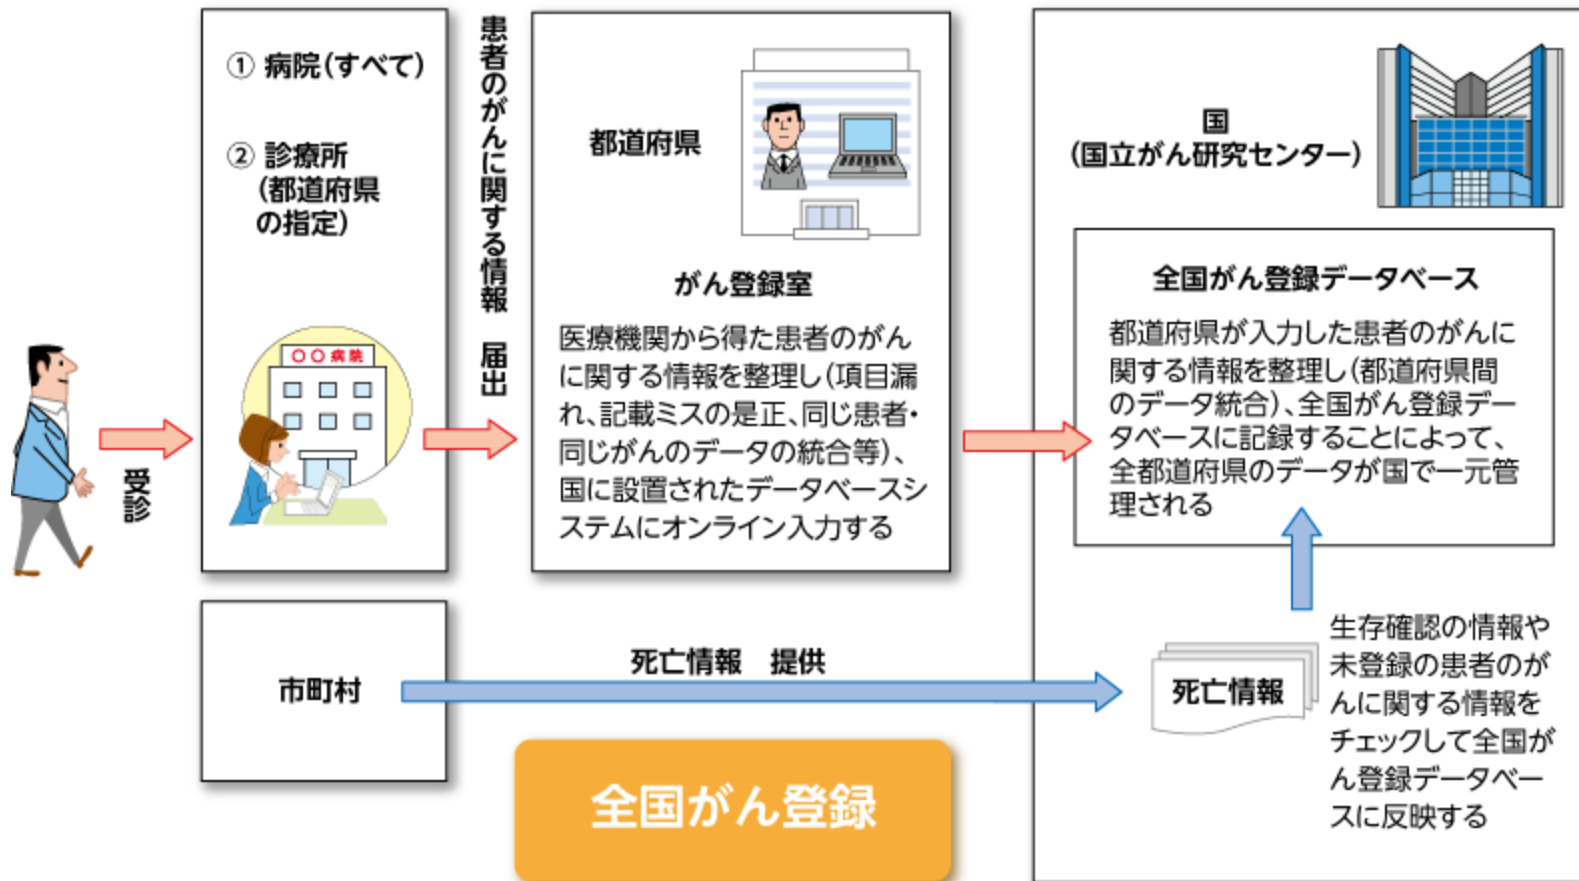 受診
① 病院(すべて)
② 診療所
(都道府県
の指定)
〇〇病院
患者のがんに関する情報 届出
都道府県
がん登録室
医療機関から得た患者のがん
に関する情報を整理し(項目漏
れ、記載ミスの是正、同じ患者・
同じがんのデータの統合等)、
国に設置されたデータベースシ
ステムにオンライン入力する
国
(国立がん研究センター)
全国がん登録データベース
都道府県が入力した患者のがんに
関する情報を整理し(都道府県間
のデータ統合)、全国がん登録デー
タベースに記録することによって、
全都道府県のデータが国で一元管
理される
市町村
死亡情報 提供
死亡情報
生存確認の情報や
未登録の患者のが
んに関する情報を
チェックして全国が
ん登録データベー
スに反映する
全国がん登録